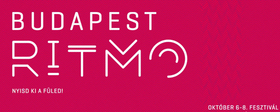 BUDAPEST
RITMO
NYISD KI A FÜLED!
OKTÓBER 6-8. FESZTIVÁL